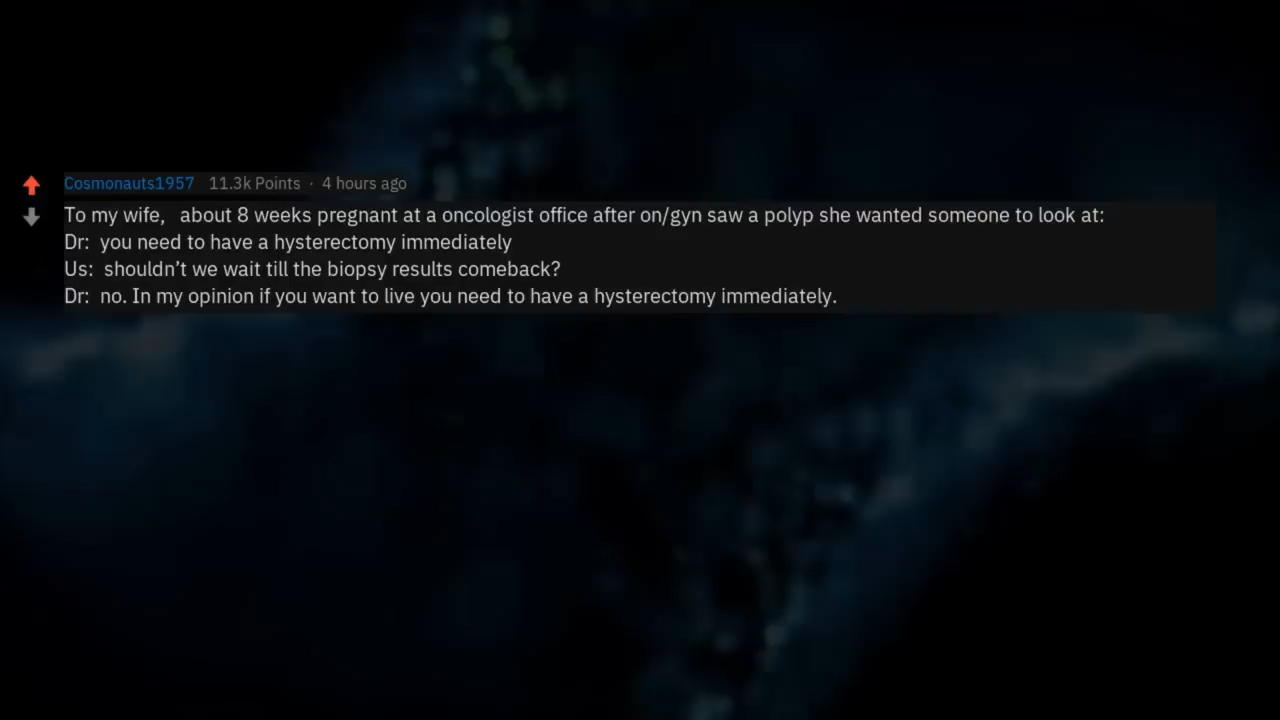 Cosmonauts1957 11.3k Points · 4 hours ago
To my wife, about 8 weeks pregnant at a oncologist office after on/gyn saw a polyp she wanted someone to look at:
Dr: you need to have a hysterectomy immediately
Us: shouldn’t we wait till the biopsy results comeback?
Dr: no. In my opinion if you want to live you need to have a hysterectomy immediately.